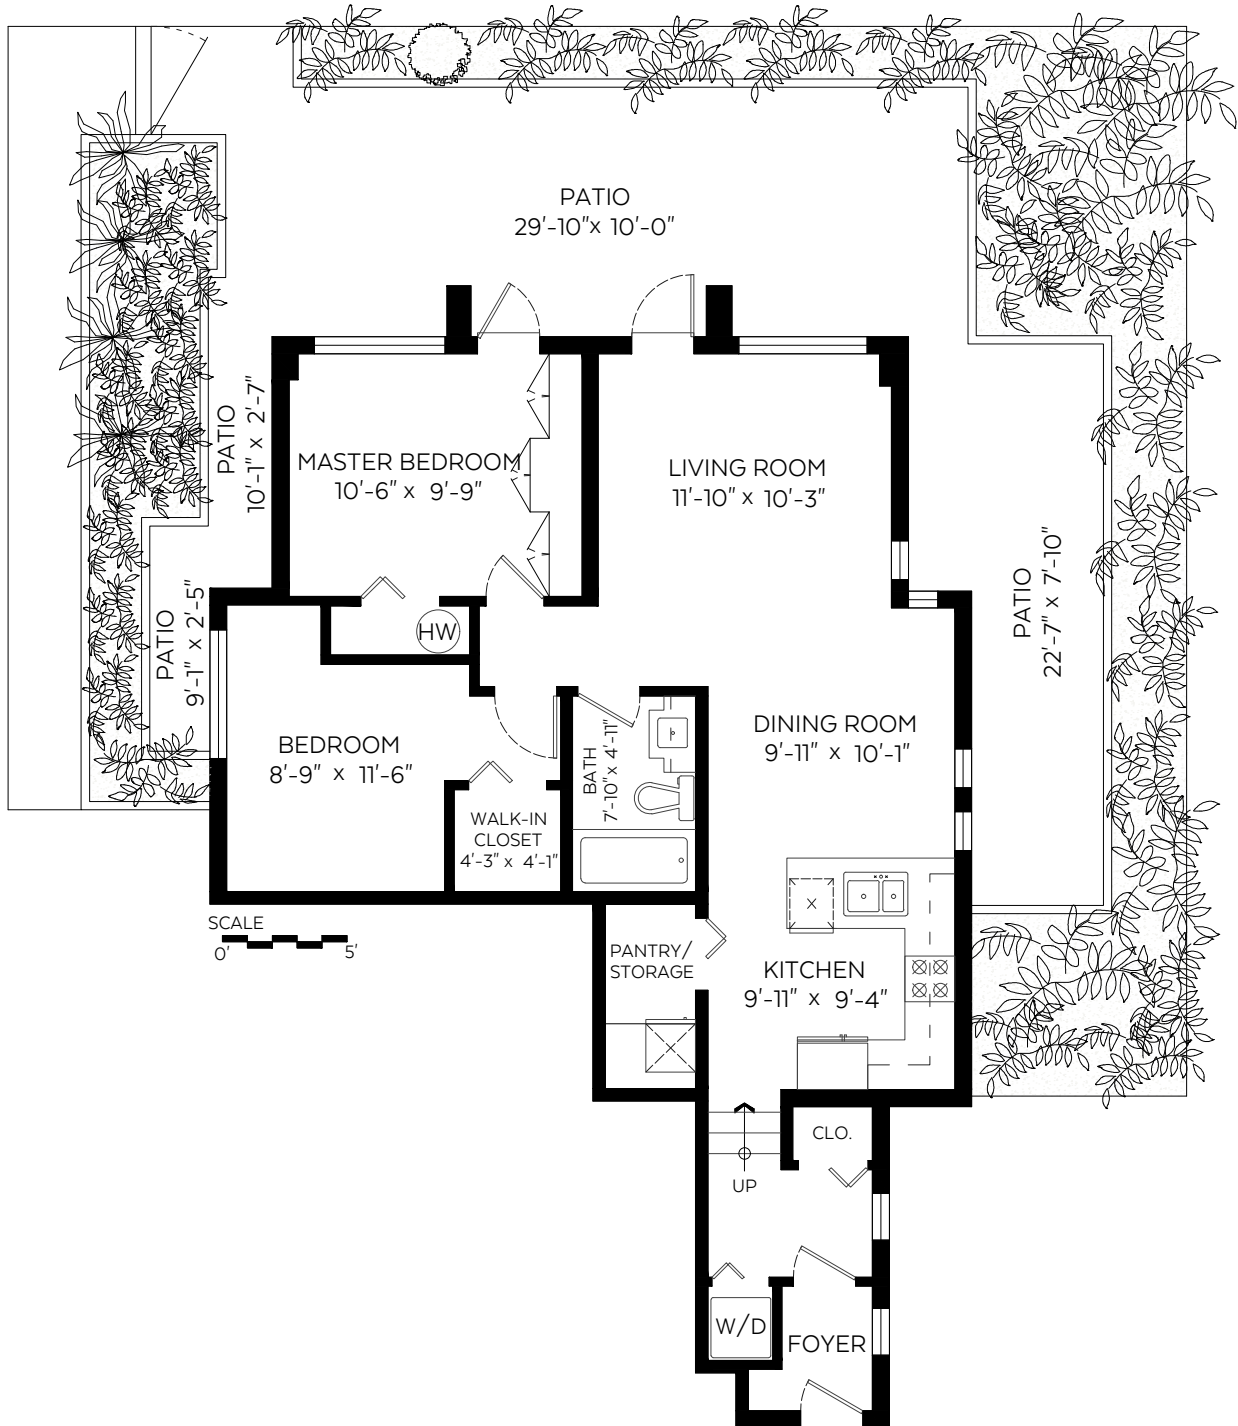 PATIO
29'-10" x 10'-0"
PATIO
10'-1" x 2'-7"
MASTER BEDROOM
10'-6" x 9'-9"
LIVING ROOM
11'-10" x 10'-3"
PATIO
9'-1" x 2'-5"
HW
PATIO
22'-7" x 7'-10"
BEDROOM
8'-9" x 11'-6"
BATH
7'-10" x 4'-11"
DINING ROOM
9'-11" x 10'-1"
WALK-IN
CLOSET
4'-3" x 4'-1"
SCALE
0' 5'
PANTRY/
STORAGE
KITCHEN
9'-11" x 9'-4"
CLO.
UP
W/D
FOYER